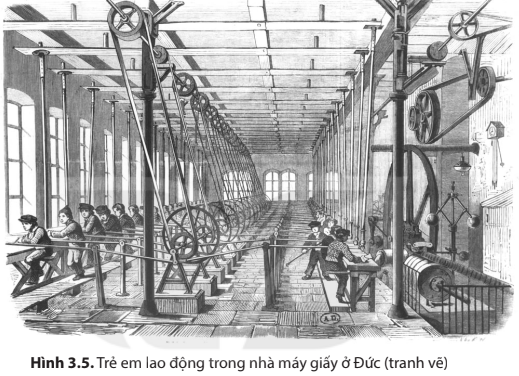 A.D.
Hình 3.5. Trẻ em lao động trong nhà máy giấy ở Đức (tranh vẽ)